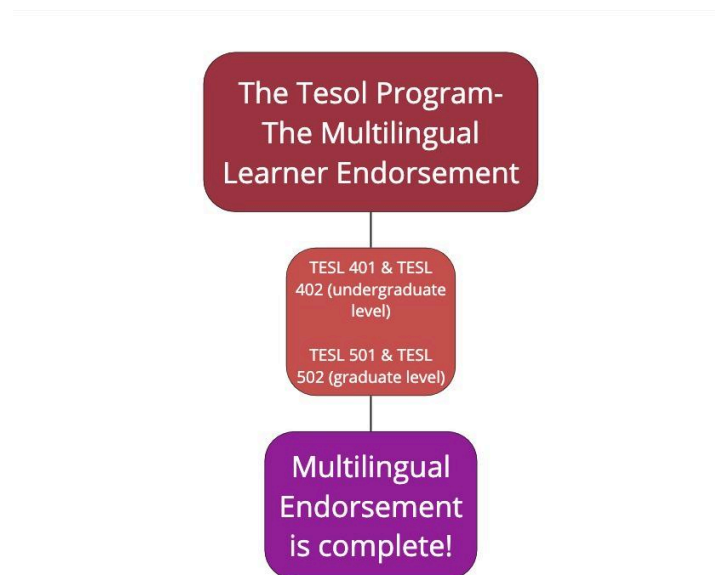 The Tesol Program-
The Multilingual
Learner Endorsement
TESL 401 & TESL
402 (undergraduate
level)
TESL 501 & TESL
502 (graduate level)
Multilingual
Endorsement
is complete!